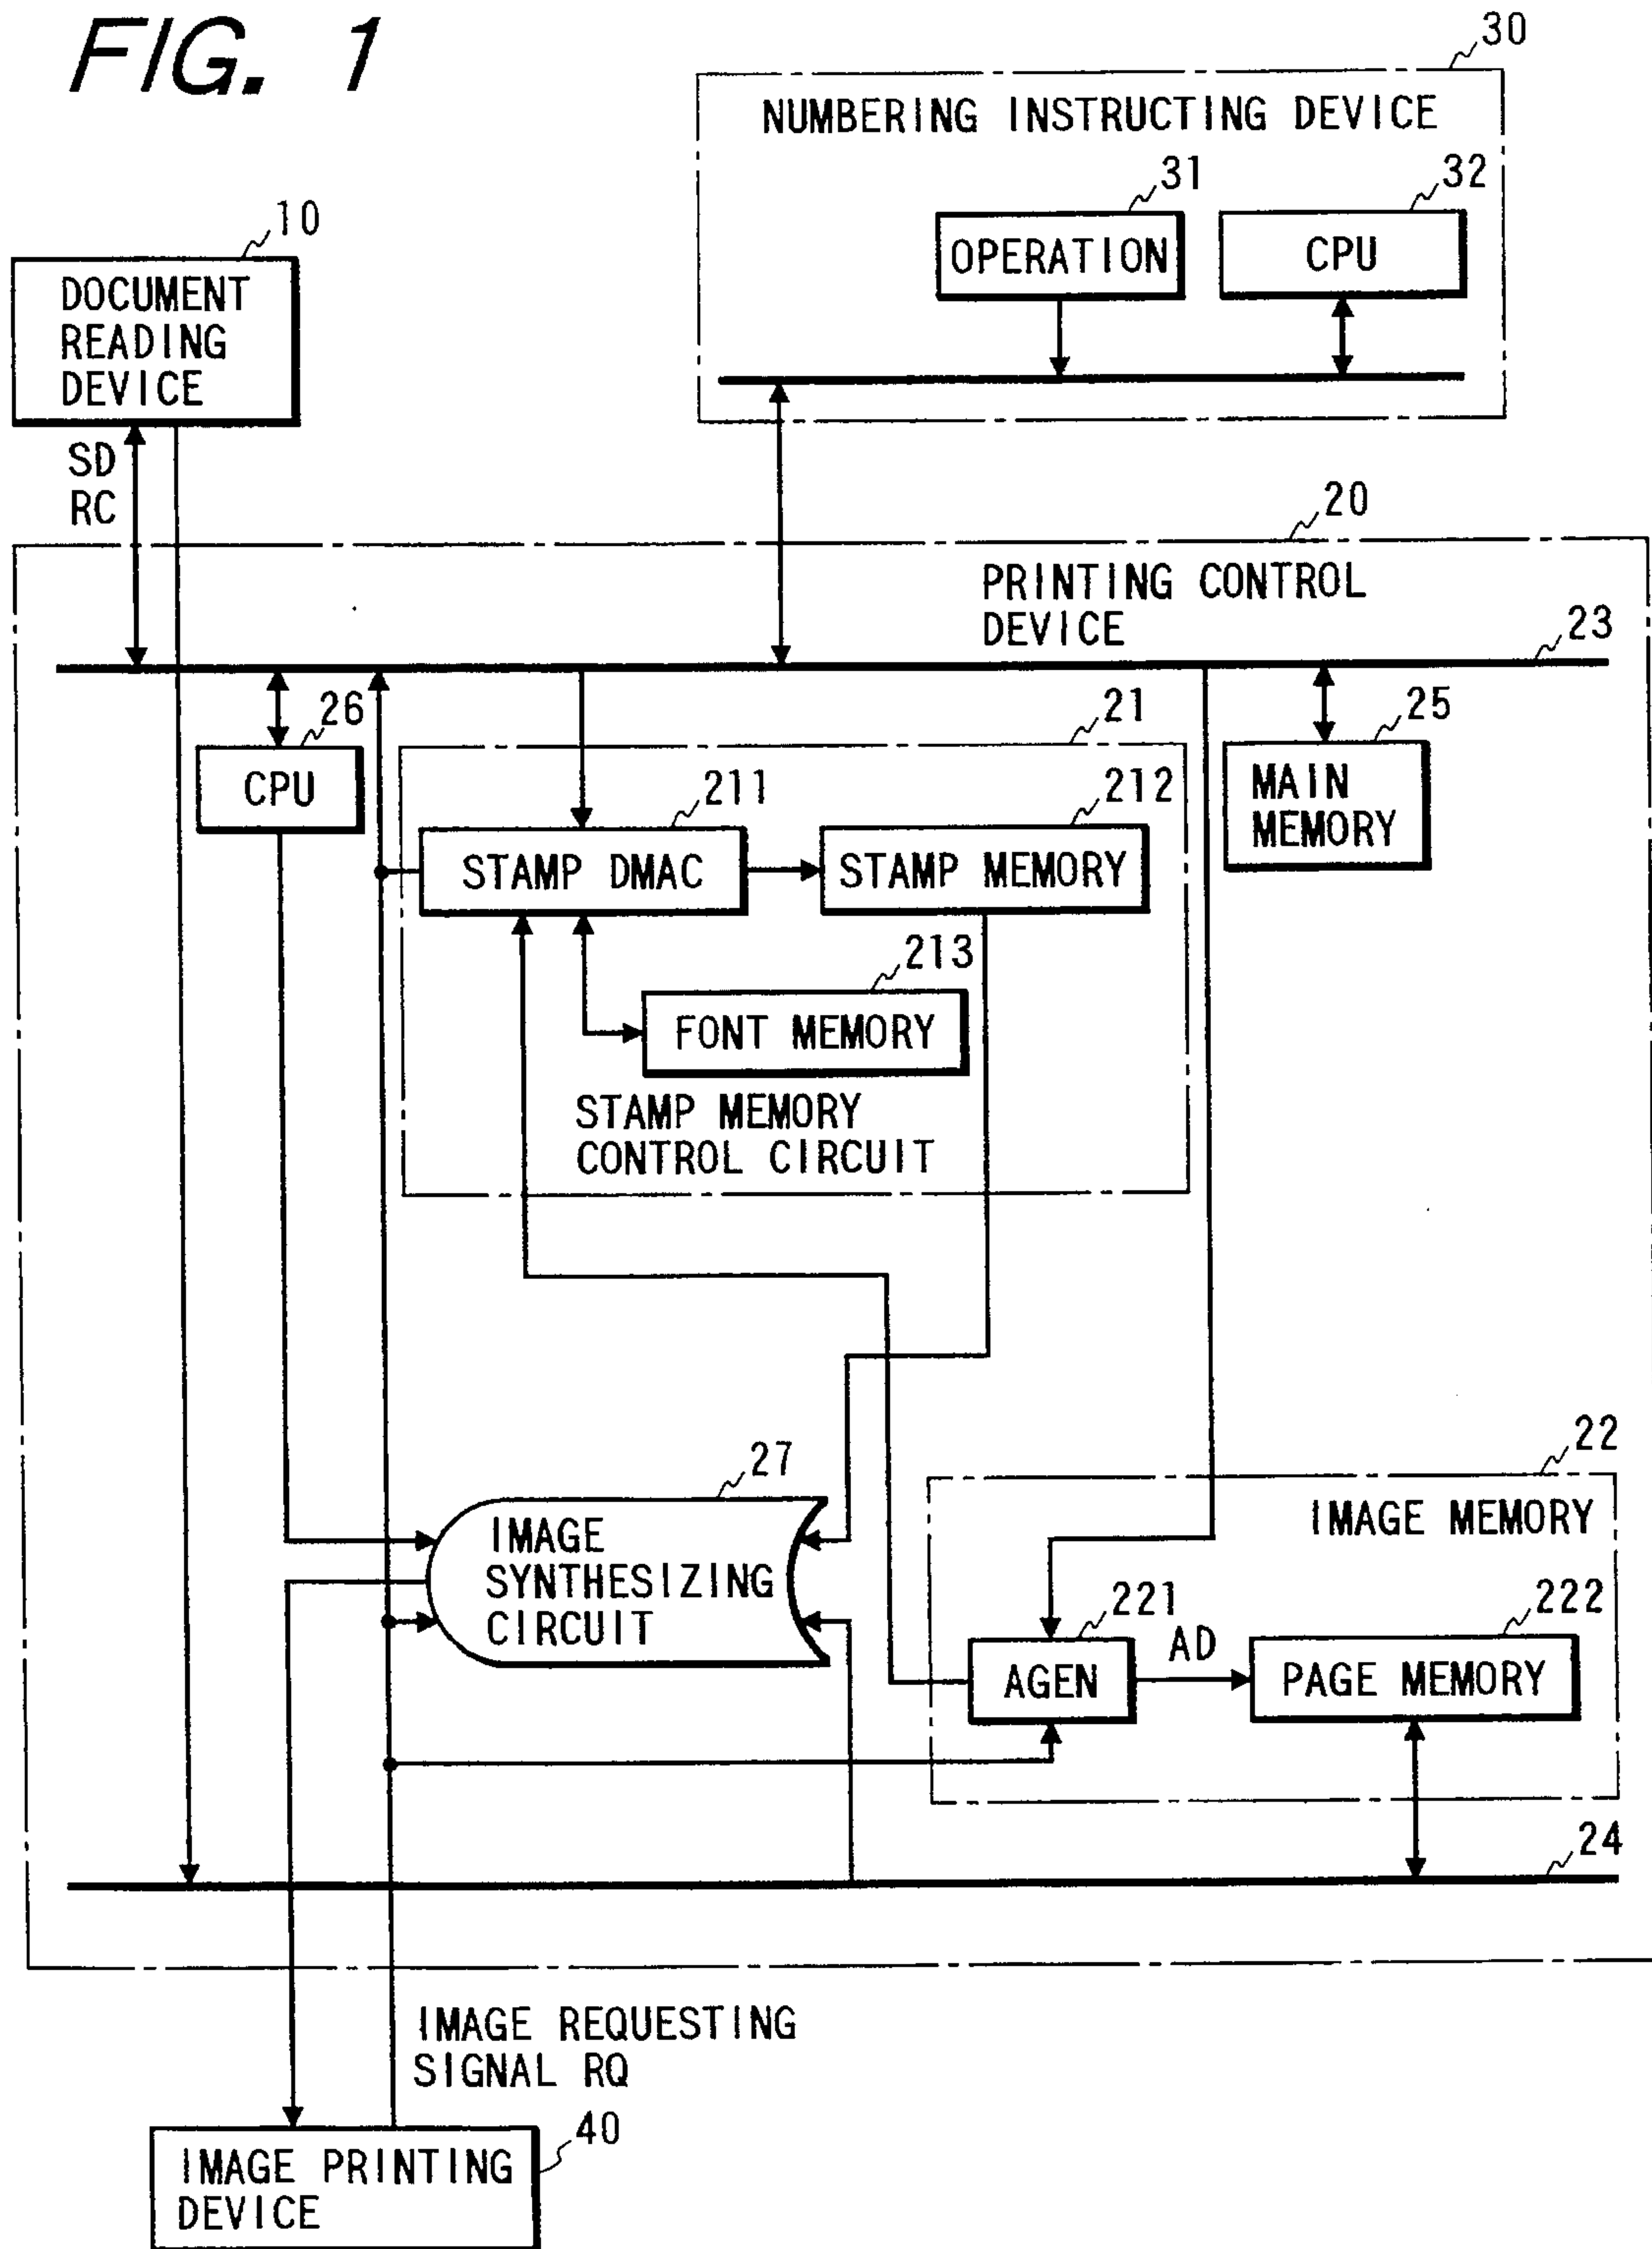 FIG. 1
30
NUMBERING INSTRUCTING DEVICE
31
32
OPERATION
CPU
10
DOCUMENT
READING
DEVICE
SD
RC
20
PRINTING CONTROL
DEVICE
23
26
CPU
21
25
MAIN
MEMORY
211
212
STAMP DMAC
STAMP MEMORY
213
FONT MEMORY
STAMP MEMORY
CONTROL CIRCUIT
27
IMAGE
SYNTHESIZING
CIRCUIT
22
IMAGE MEMORY
221
AD
222
AGEN
PAGE MEMORY
24
IMAGE REQUESTING
SIGNAL RQ
40
IMAGE PRINTING
DEVICE